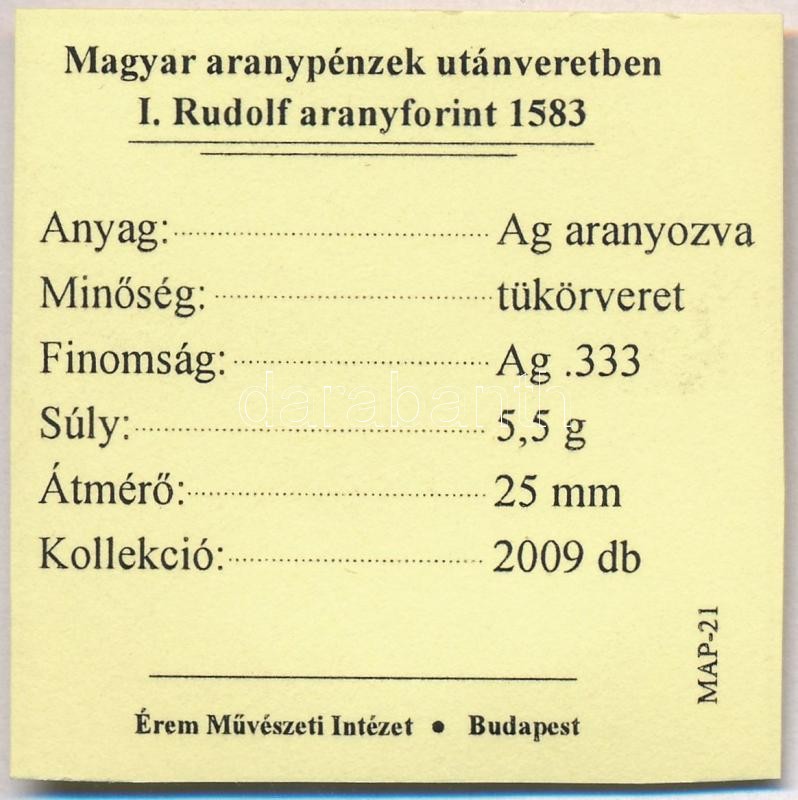 Magyar aranypénzek utánveretben
I. Rudolf aranyforint 1583
Anyag: Ag aranyozva
Minőség: tükörveret
Finomság: Ag .333
Súly: 5,5 g
Átmérő: 25 mm
Kollekció: 2009 db
MAP-21
Érem Művészeti Intézet • Budapest
darabanth